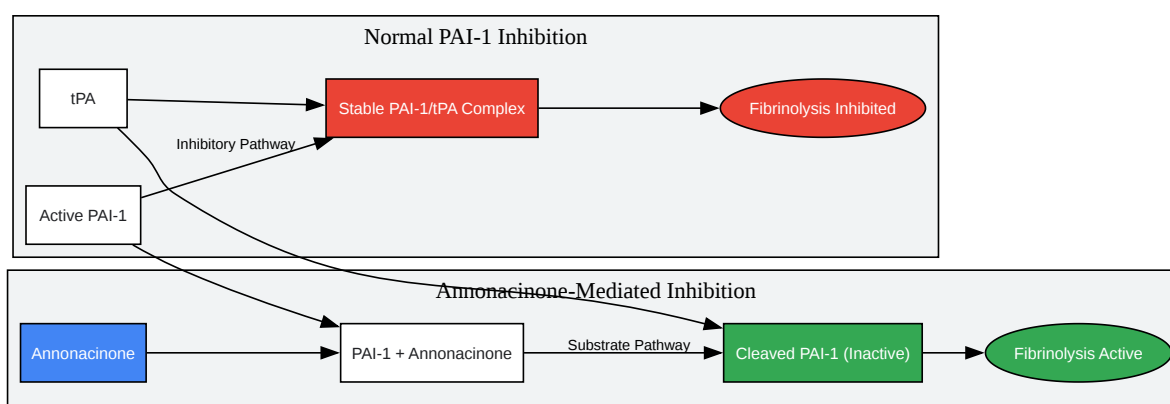 Normal PAI-1 Inhibition
tPA
Stable PAI-1/tPA Complex
Fibrinolysis Inhibited
Inhibitory Pathway
Active PAI-1
Annonacinone-Mediated Inhibition
Annonacinone
PAI-1 + Annonacinone
Substrate Pathway
Cleaved PAI-1 (Inactive)
Fibrinolysis Active